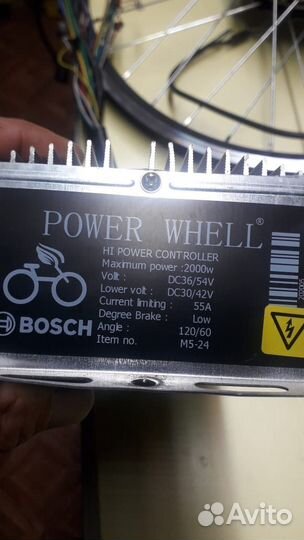 POWER WHELL®
HI POWER CONTROLLER
Maximum power :2000w
Volt : DC36/54V
Lower volt : DC30/42V
Current limiting : 55A
Degree Brake : Low
Angle : 120/60
Item no. M5-24
BOSCH
Avito